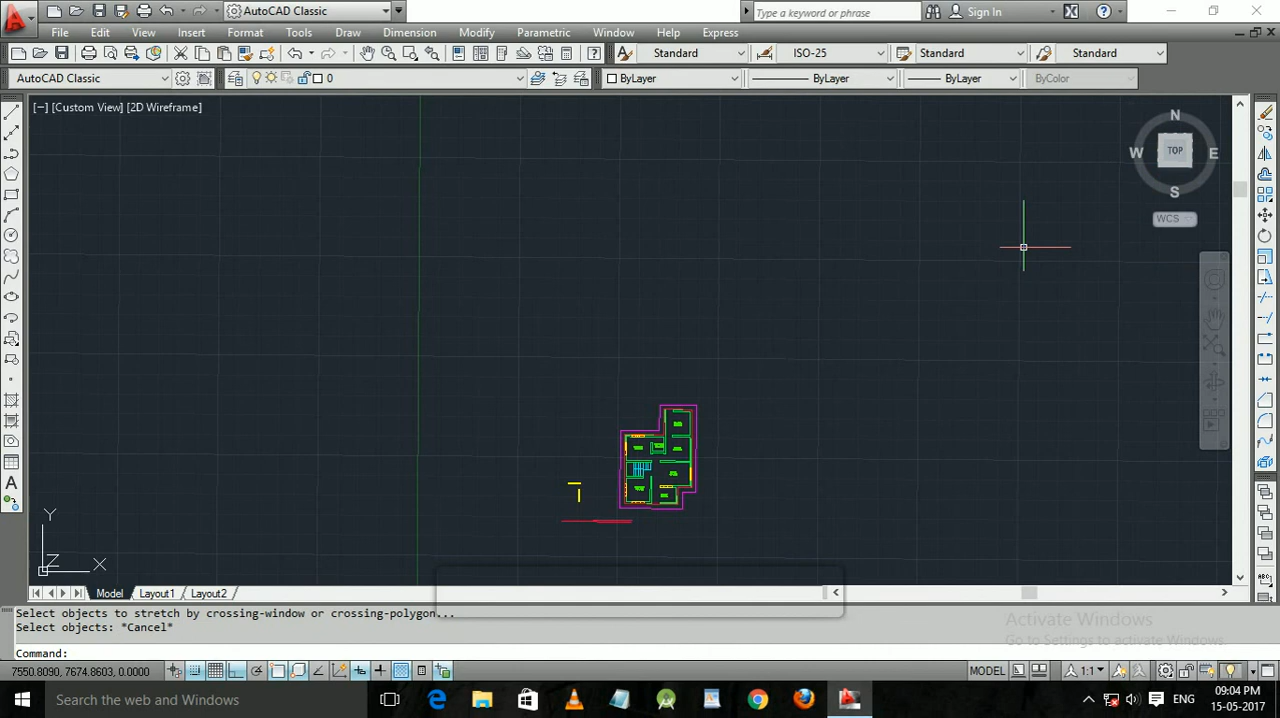 AutoCAD Classic
Type a keyword or phrase
Sign In
File Edit View Insert Format Tools Draw Dimension Modify Parametric Window Help Express
Standard ISO-25 Standard Standard
AutoCAD Classic 0 ByLayer ByLayer ByLayer ByColor
[−] [Custom View] [2D Wireframe]
N
W TOP E
S
WCS
Y
Z X
Model Layout1 Layout2
Select objects to stretch by crossing-window or crossing-polygon...
Select objects: *Cancel*
Command:
Activate Windows
Go to Settings to activate Windows.
7550.8090, 7674.8603, 0.0000 MODEL 1:1
Search the web and Windows
ENG
09:04 PM
15-05-2017